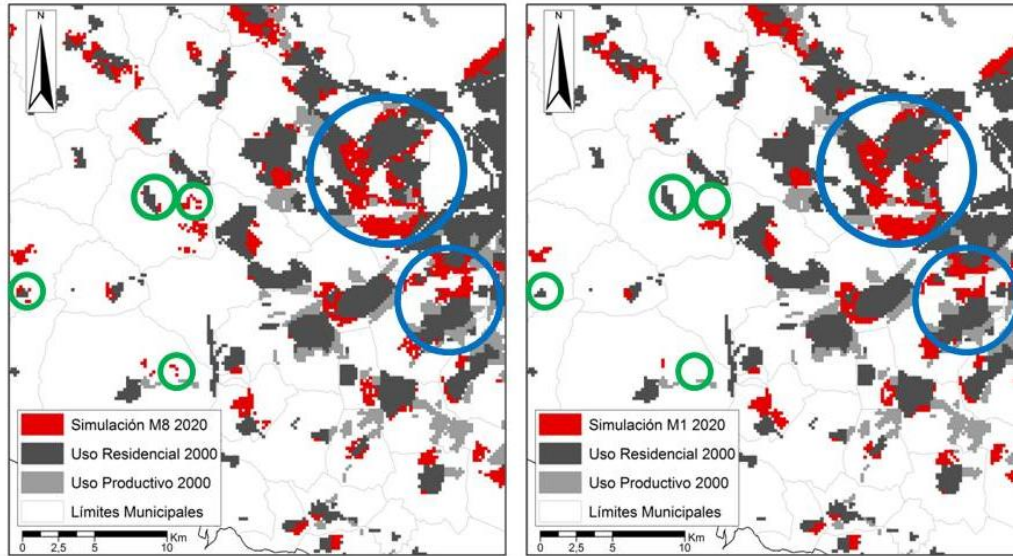 N
Simulación M8 2020
Uso Residencial 2000
Uso Productivo 2000
Límites Municipales
Km
0 2.5 5 10
N
Simulación M1 2020
Uso Residencial 2000
Uso Productivo 2000
Límites Municipales
Km
0 2.5 5 10